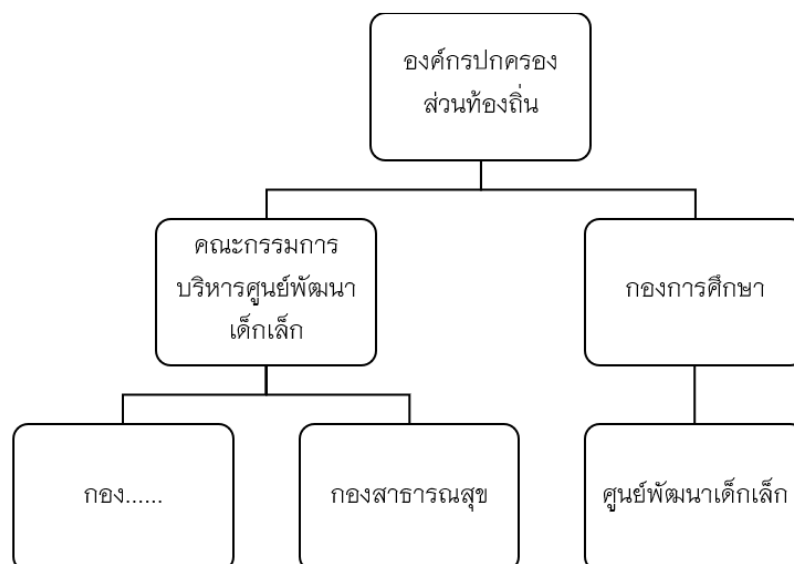 องค์กรปกครอง
ส่วนท้องถิ่น
คณะกรรมการ
บริหารศูนย์พัฒนา
เด็กเล็ก
กองการศึกษา
กอง......
กองสาธารณสุข
ศูนย์พัฒนาเด็กเล็ก